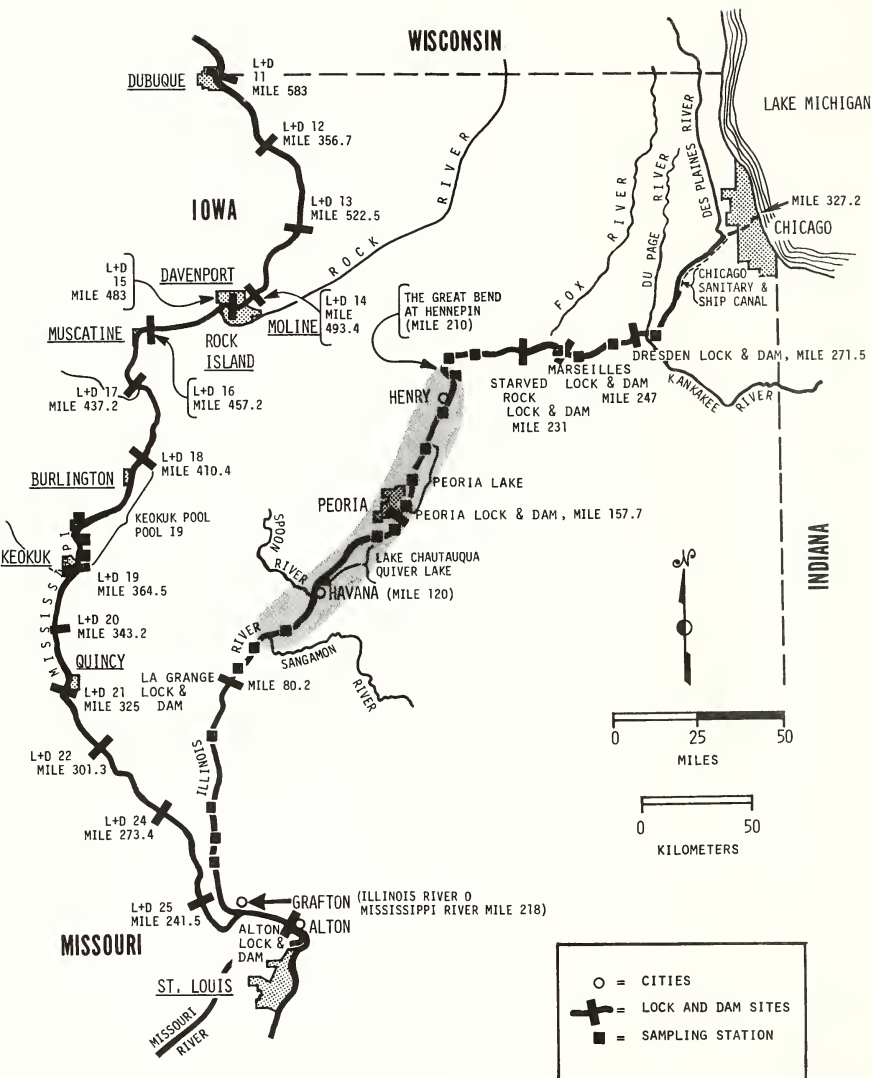 WISCONSIN
L+D
11
MILE 583
DUBUQUE
LAKE MICHIGAN
L+D 12
MILE 356.7
ROCK RIVER
FOX RIVER
DU PAGE RIVER
DES PLAINES RIVER
MILE 327.2
CHICAGO
IOWA
L+D 13
MILE 522.5
DAVENPORT
L+D
15
MILE 483
L+D 14
MILE
493.4
MOLINE
ROCK
ISLAND
CHICAGO
SANITARY &
SHIP CANAL
THE GREAT BEND
AT HENNEPIN
(MILE 210)
MUSCATINE
L+D 16
MILE 457.2
L+D 17
437.2
DRESDEN LOCK & DAM, MILE 271.5
MARSEILLES
LOCK & DAM
MILE 247
STARVED
ROCK
LOCK & DAM
MILE 231
KANKAKEE
RIVER
HENRY
L+D 18
MILE 410.4
BURLINGTON
KEOKUK POOL
POOL I9
PEORIA LAKE
PEORIA
PEORIA LOCK & DAM, MILE 157.7
KEOKUK
L+D 19
MILE 364.5
SPOON
RIVER
LAKE CHAUTAUQUA
QUIVER LAKE
HAVANA (MILE 120)
INDIANA
N
MISSISSIPPI
L+D 20
MILE 343.2
RIVER
SANGAMON
RIVER
QUINCY
LA GRANGE
LOCK &
DAM
MILE 80.2
L+D 21
MILE 325
0 25 50
MILES
L+D 22
MILE 301.3
ILLINOIS
0 50
KILOMETERS
L+D 24
MILE 273.4
L+D 25
MILE 241.5
GRAFTON (ILLINOIS RIVER O
MISSISSIPPI RIVER MILE 218)
ALTON
LOCK &
DAM
ALTON
MISSOURI
ST. LOUIS
MISSOURI
RIVER
O = CITIES
= LOCK AND DAM SITES
= SAMPLING STATION